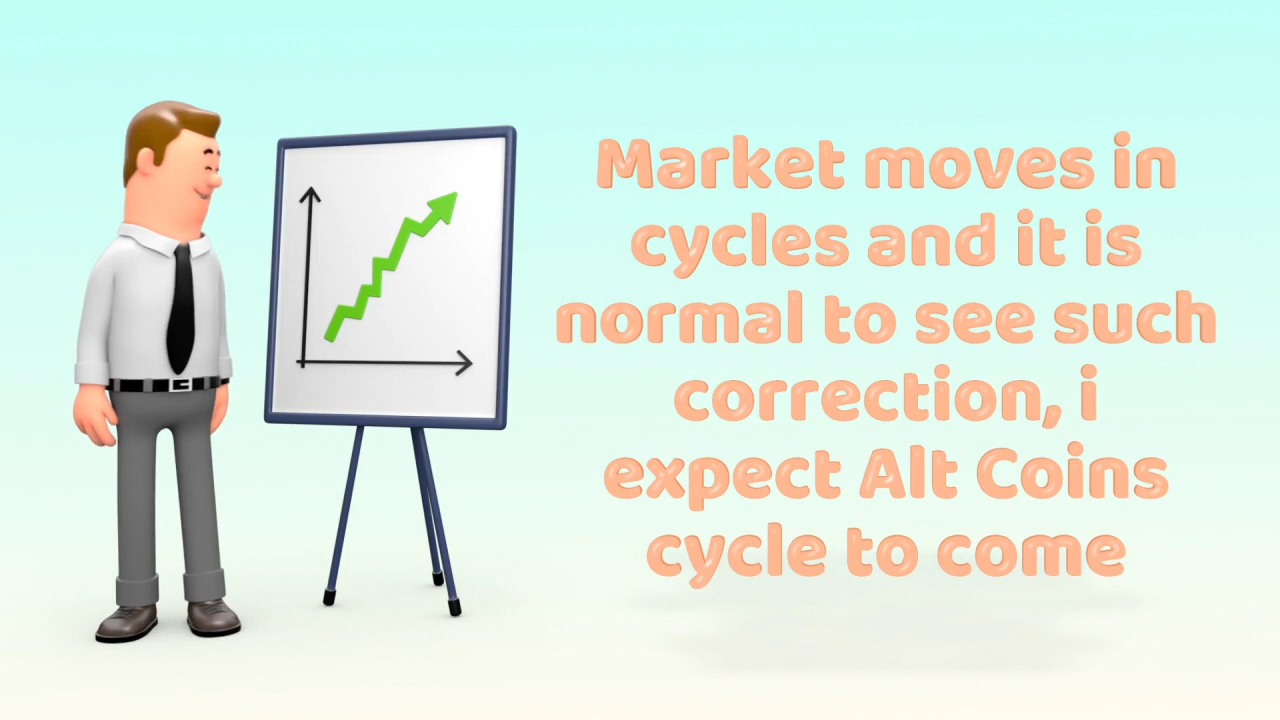 Market moves in
cycles and it is
normal to see such
correction, i
expect Alt Coins
cycle to come